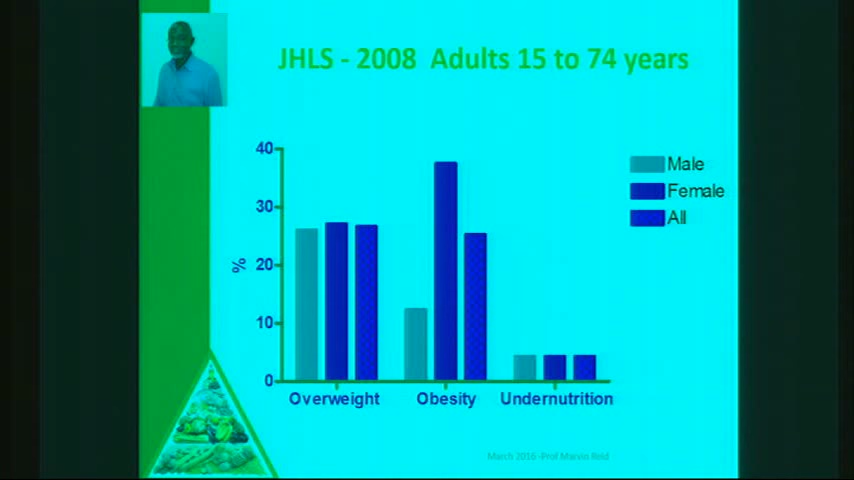 JHLS - 2008 Adults 15 to 74 years
40
30
20
10
0
%
Male
Female
All
Overweight Obesity Undernutrition
March 2016 -Prof Marvin Reid